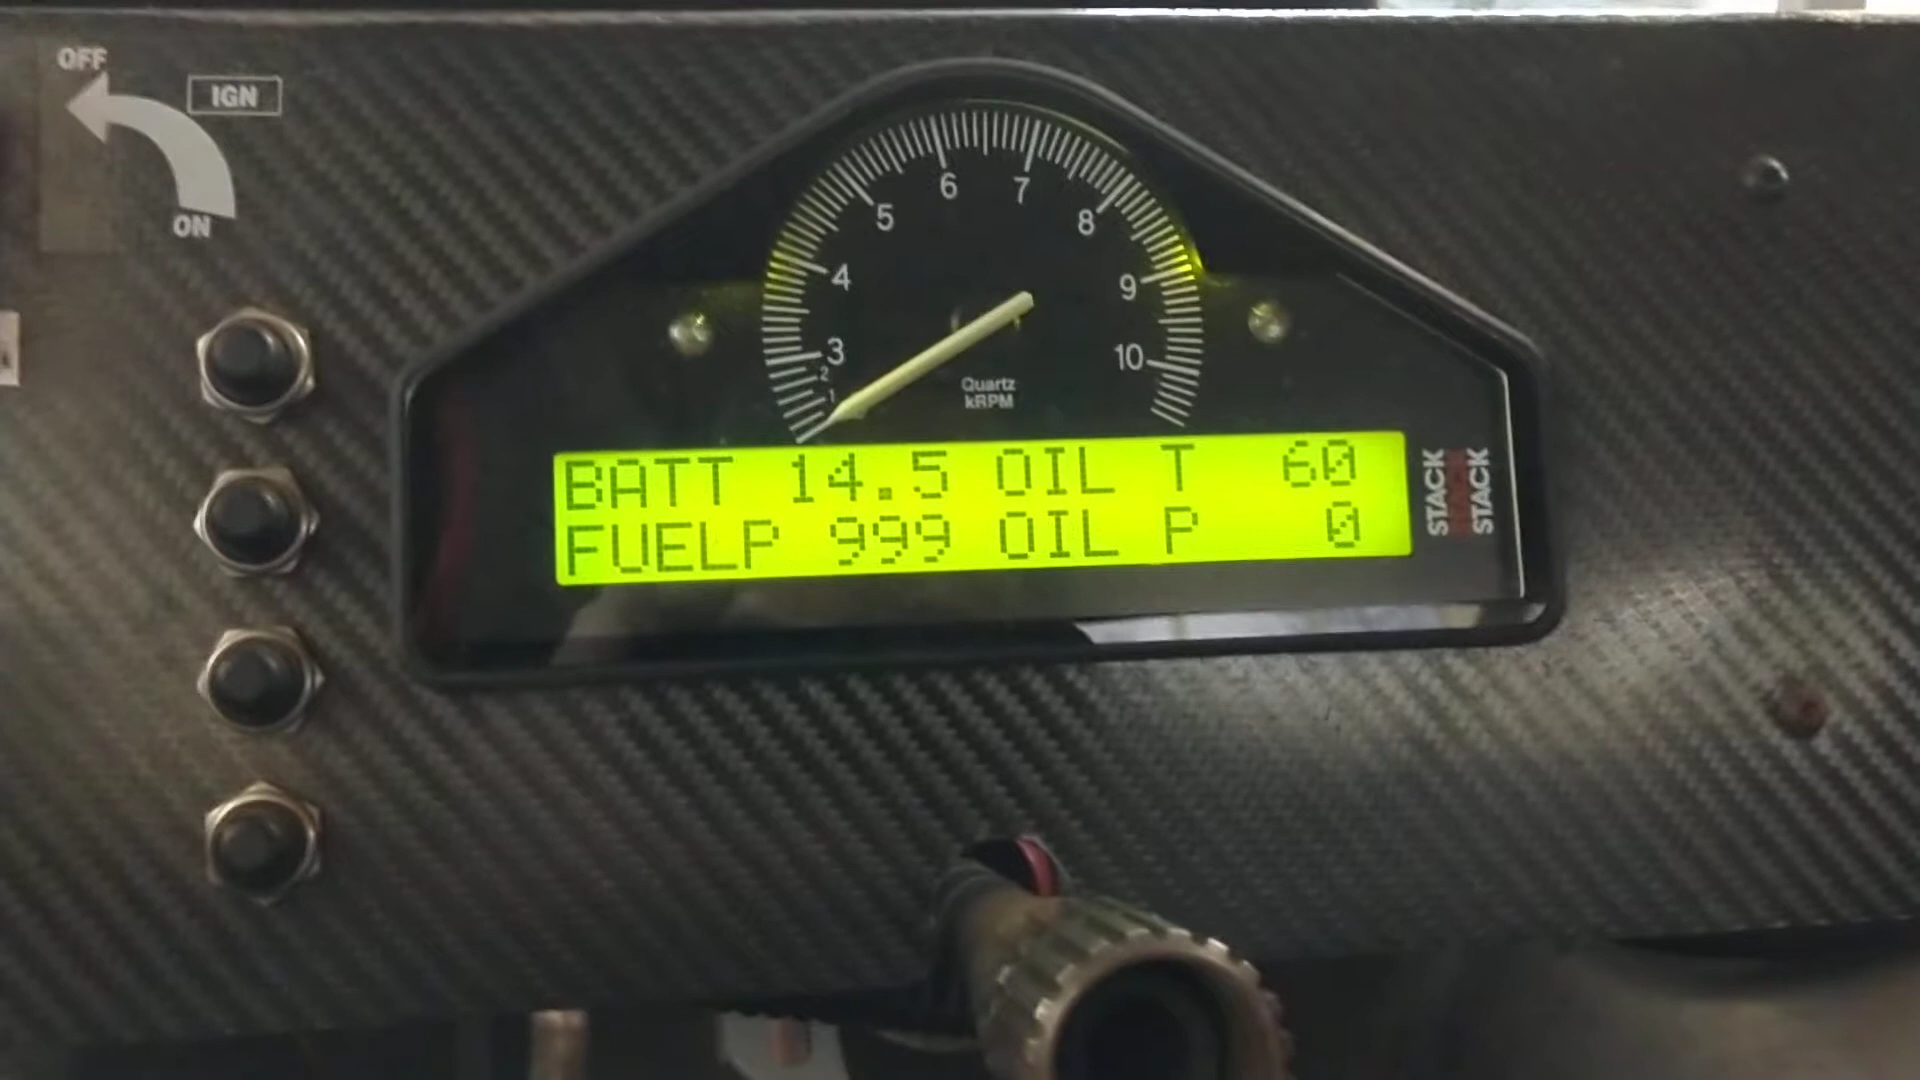 OFF
IGN
ON
6 7
5 8
4 9
3 10
2
1
Quartz
kRPM
BATT 14.5 OIL T 60
FUELP 999 OIL P 0
STACK
STACK
STACK